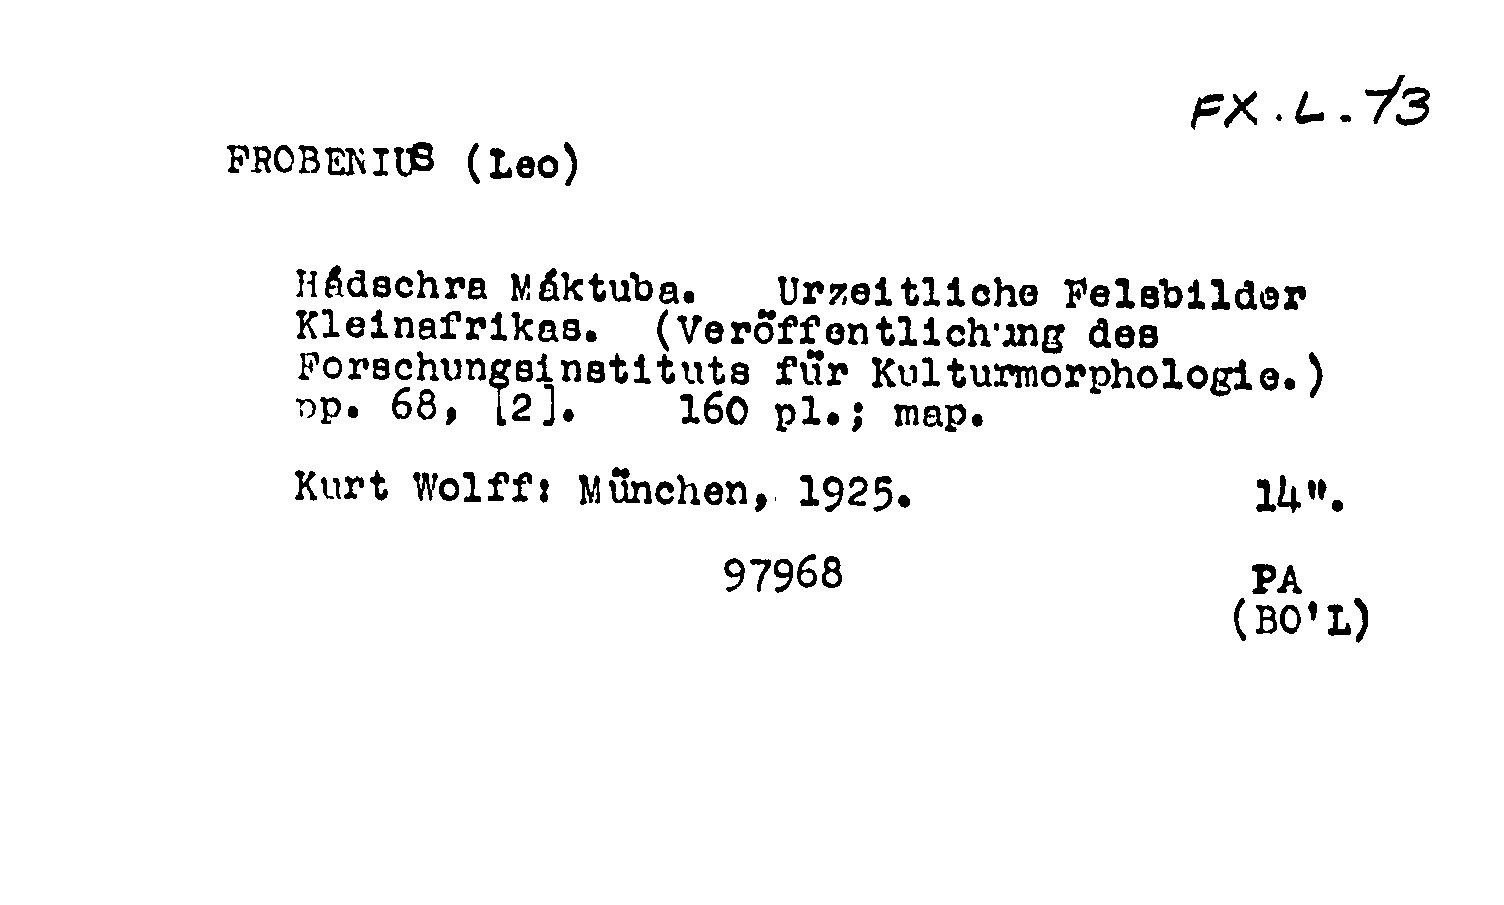 FX.L.73
FROBENIUS (Leo)
Hádschra Máktuba. Urzeitliche Felsbilder
Kleinafrikas. (Veröffentlichung des
Forschungsinstituts für Kulturmorphologie.)
pp. 68, [2]. 160 pl.; map.
Kurt Wolff: München, 1925. 14".
97968 PA
(BO'L)